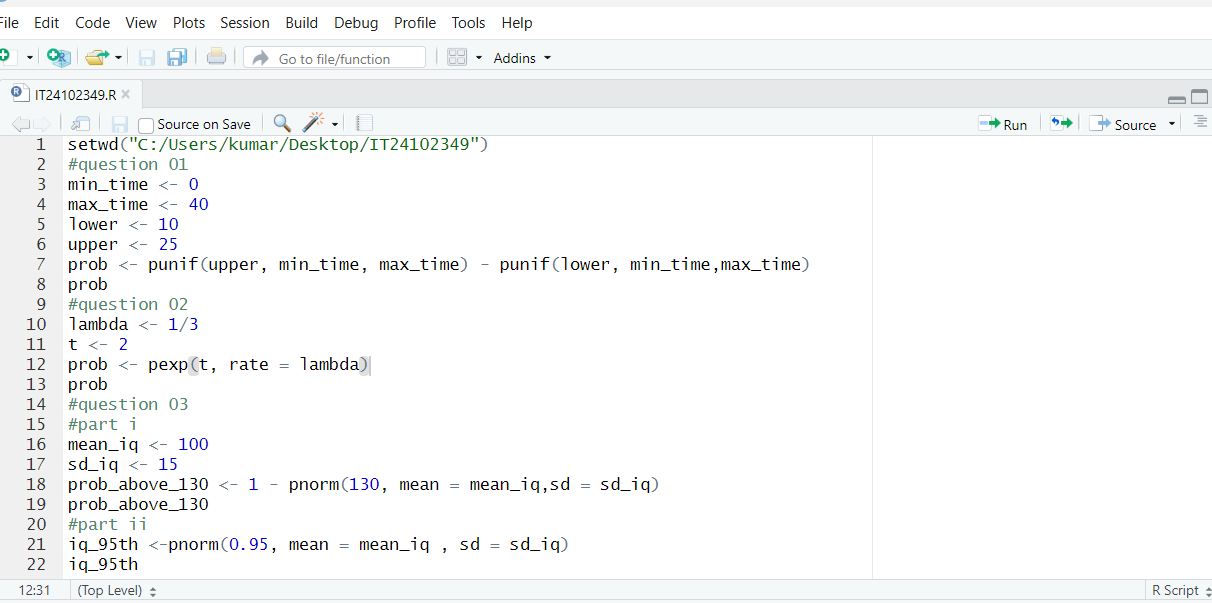 File Edit Code View Plots Session Build Debug Profile Tools Help
Go to file/function Addins
IT24102349.R
Source on Save Run Source
1 setwd("C:/Users/kumar/Desktop/IT24102349")
2 #question 01
3 min_time <- 0
4 max_time <- 40
5 lower <- 10
6 upper <- 25
7 prob <- punif(upper, min_time, max_time) - punif(lower, min_time,max_time)
8 prob
9 #question 02
10 lambda <- 1/3
11 t <- 2
12 prob <- pexp(t, rate = lambda)
13 prob
14 #question 03
15 #part i
16 mean_iq <- 100
17 sd_iq <- 15
18 prob_above_130 <- 1 - pnorm(130, mean = mean_iq,sd = sd_iq)
19 prob_above_130
20 #part ii
21 iq_95th <-pnorm(0.95, mean = mean_iq , sd = sd_iq)
22 iq_95th
12:31 (Top Level) R Script